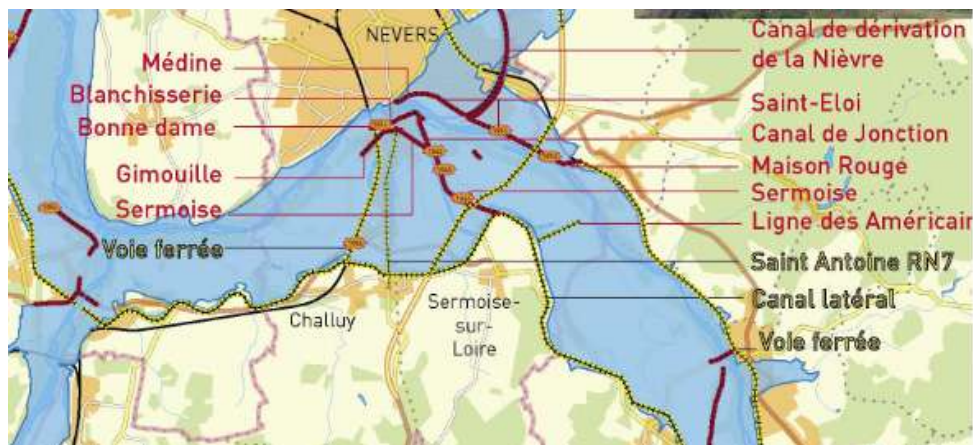 NEVERS
Médine
Blanchisserie
Bonne dame
Gimouille
Sermoise
Voie ferrée
Challuy
Sermoise-
sur-
Loire
Canal de dérivation
de la Nièvre
Saint-Eloi
Canal de Jonction
Maison Rouge
Sermoise
Ligne des Américain
Saint Antoine RN7
Canal latéral
Voie ferrée